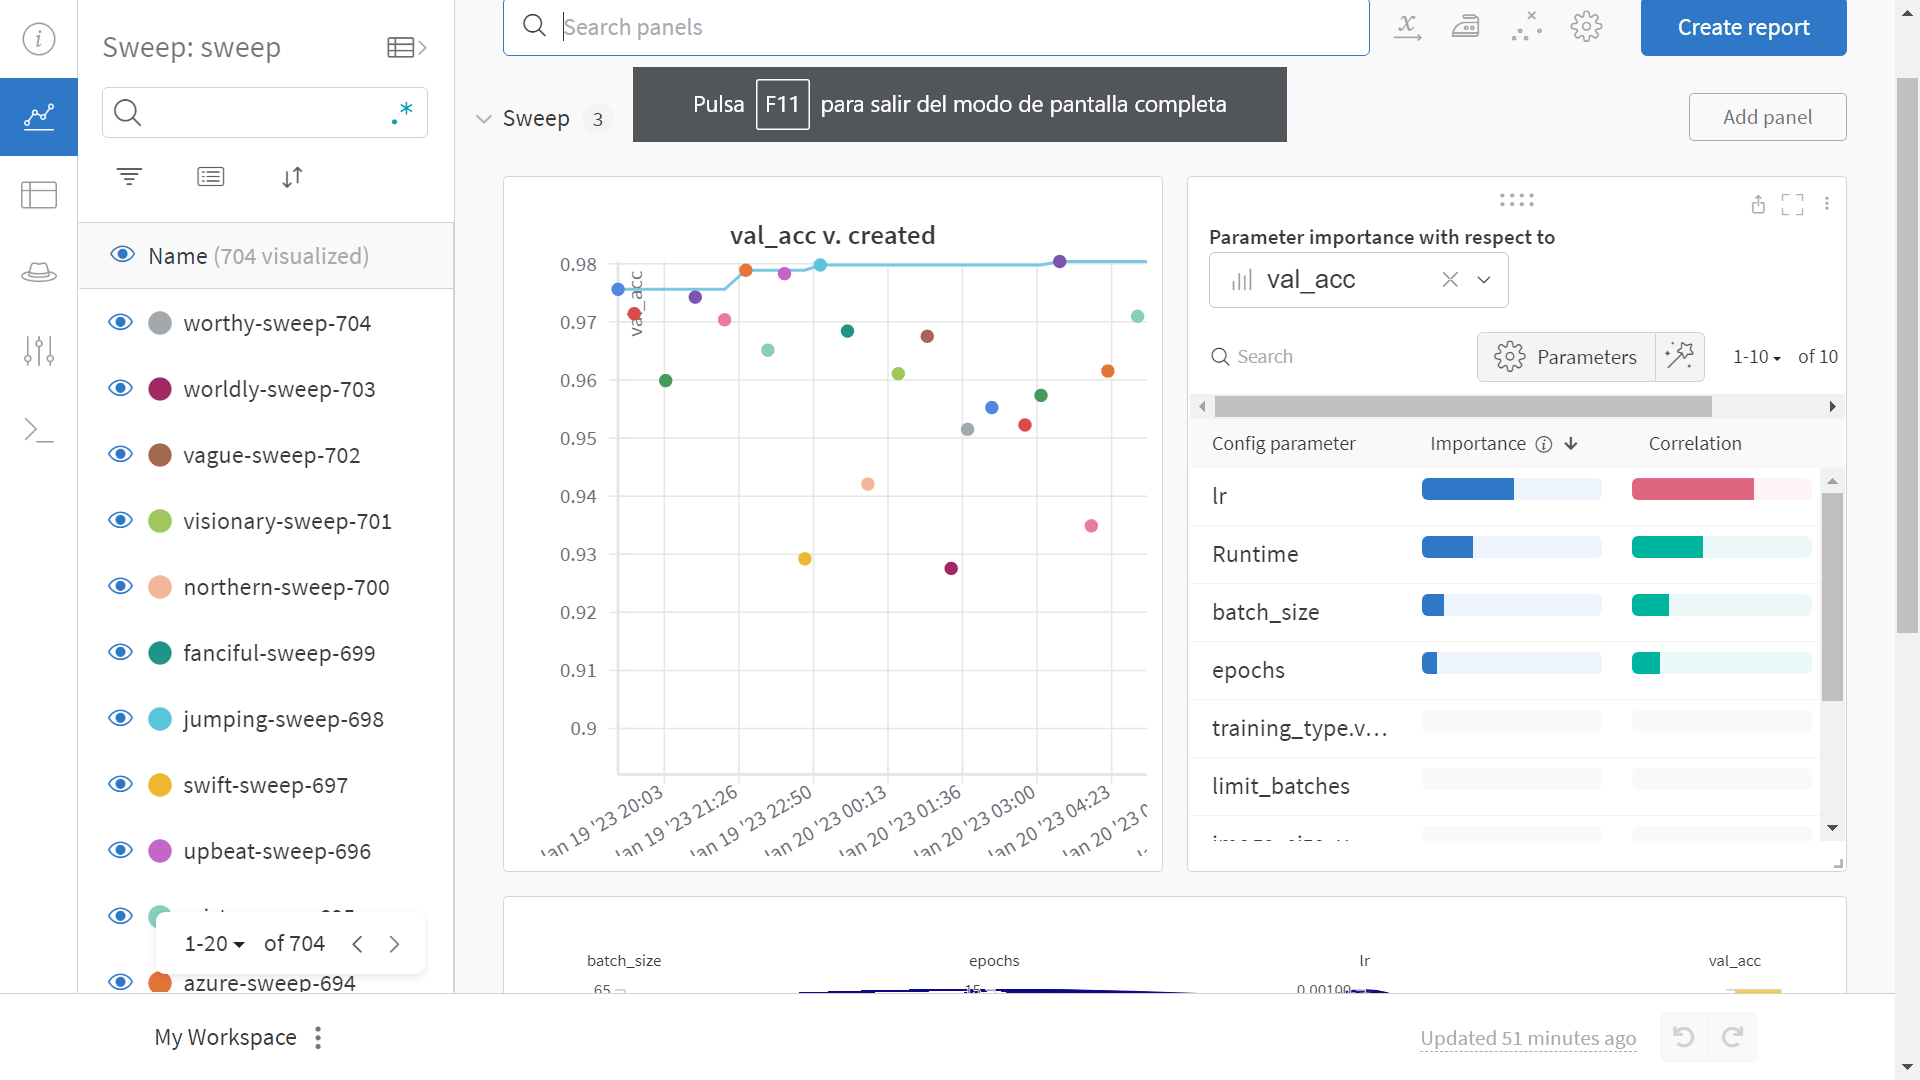 Sweep: sweep
Name (704 visualized)
worthy-sweep-704
worldly-sweep-703
vague-sweep-702
visionary-sweep-701
northern-sweep-700
fanciful-sweep-699
jumping-sweep-698
swift-sweep-697
upbeat-sweep-696
azure-sweep-694
1-20 of 704
Search panels
Create report
Pulsa F11 para salir del modo de pantalla completa
Sweep 3
Add panel
val_acc v. created
val_acc
0.98
0.97
0.96
0.95
0.94
0.93
0.92
0.91
0.9
Jan 19 '23 20:03
Jan 19 '23 21:26
Jan 19 '23 22:50
Jan 20 '23 00:13
Jan 20 '23 01:36
Jan 20 '23 03:00
Jan 20 '23 04:23
Jan 20 '23 0
Parameter importance with respect to
val_acc
Search
Parameters
1-10 of 10
Config parameter Importance Correlation
lr
Runtime
batch_size
epochs
training_type.v...
limit_batches
batch_size epochs lr val_acc
65 15 0.00100
My Workspace
Updated 51 minutes ago